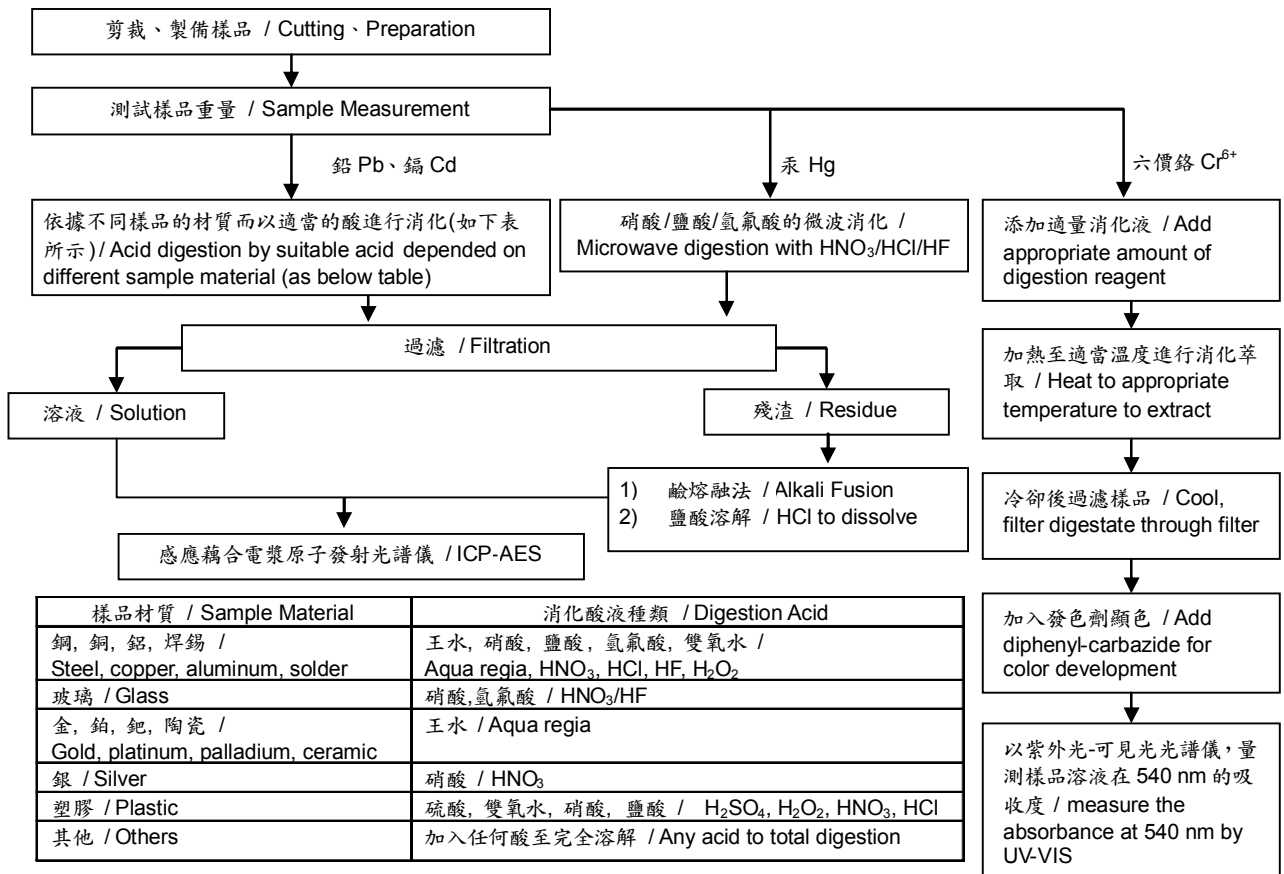 剪裁、製備樣品 / Cutting、Preparation
測試樣品重量 / Sample Measurement
鉛 Pb、鎘 Cd
汞 Hg
六價鉻 Cr⁶⁺
依據不同樣品的材質而以適當的酸進行消化(如下表
所示) / Acid digestion by suitable acid depended on
different sample material (as below table)
硝酸/鹽酸/氫氟酸的微波消化 /
Microwave digestion with HNO₃/HCl/HF
添加適量消化液 / Add
appropriate amount of
digestion reagent
過濾 / Filtration
加熱至適當溫度進行消化萃
取 / Heat to appropriate
temperature to extract
溶液 / Solution
殘渣 / Residue
1) 鹼熔融法 / Alkali Fusion
2) 鹽酸溶解 / HCl to dissolve
冷卻後過濾樣品 / Cool,
filter digestate through filter
感應藕合電漿原子發射光譜儀 / ICP-AES
加入發色劑顯色 / Add
diphenyl-carbazide for
color development
以紫外光-可見光光譜儀，量
測樣品溶液在 540 nm 的吸
收度 / measure the
absorbance at 540 nm by
UV-VIS
樣品材質 / Sample Material
消化酸液種類 / Digestion Acid
鋼, 銅, 鋁, 焊錫 /
Steel, copper, aluminum, solder
王水, 硝酸, 鹽酸, 氫氟酸, 雙氧水 /
Aqua regia, HNO₃, HCl, HF, H₂O₂
玻璃 / Glass
硝酸,氫氟酸 / HNO₃/HF
金, 鉑, 鈀, 陶瓷 /
Gold, platinum, palladium, ceramic
王水 / Aqua regia
銀 / Silver
硝酸 / HNO₃
塑膠 / Plastic
硫酸, 雙氧水, 硝酸, 鹽酸 / H₂SO₄, H₂O₂, HNO₃, HCl
其他 / Others
加入任何酸至完全溶解 / Any acid to total digestion